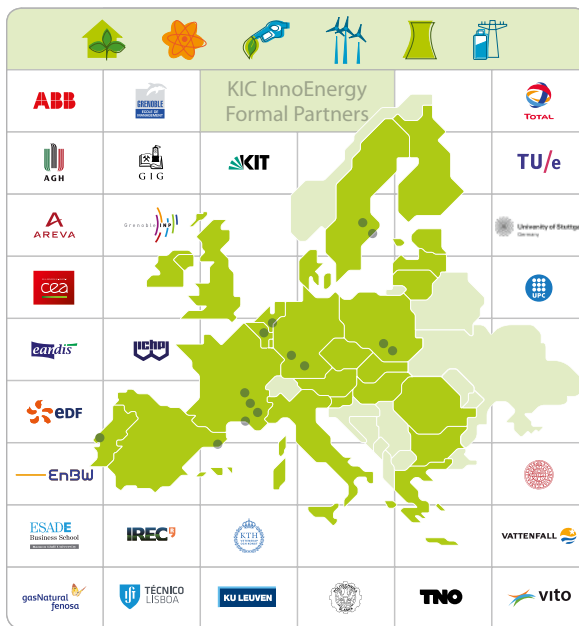 KIC InnoEnergy
Formal Partners
ABB
GRENOBLE
ECOLE DE
MANAGEMENT
TOTAL
AGH
GIG
KIT
TU/e
AREVA
Grenoble INP
University of Stuttgart
Germany
cea
UPC
eandis
ichpw
eDF
EnBW
ESADE
Business School
IREC
KTH
VATTENFALL
gasNatural
fenosa
TÉCNICO
LISBOA
KU LEUVEN
TNO
vito